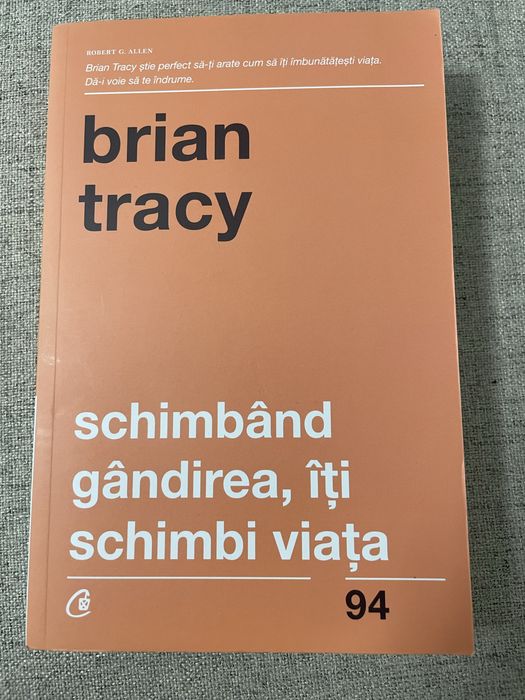 ROBERT G. ALLEN
Brian Tracy știe perfect să-ți arate cum să îți îmbunătățești viața.
Dă-i voie să te îndrume.
brian
tracy
schimbând
gândirea, îți
schimbi viața
94